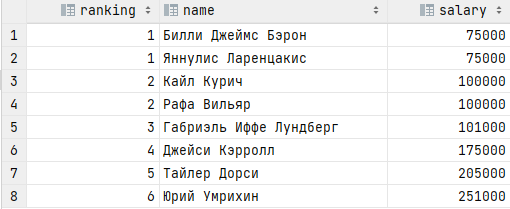 ranking name salary
1 1 Билли Джеймс Бэрон 75000
2 1 Яннулис Ларенцакис 75000
3 2 Кайл Курич 100000
4 2 Рафа Вильяр 100000
5 3 Габриэль Иффе Лундберг 101000
6 4 Джейси Кэрролл 175000
7 5 Тайлер Дорси 205000
8 6 Юрий Умрихин 251000